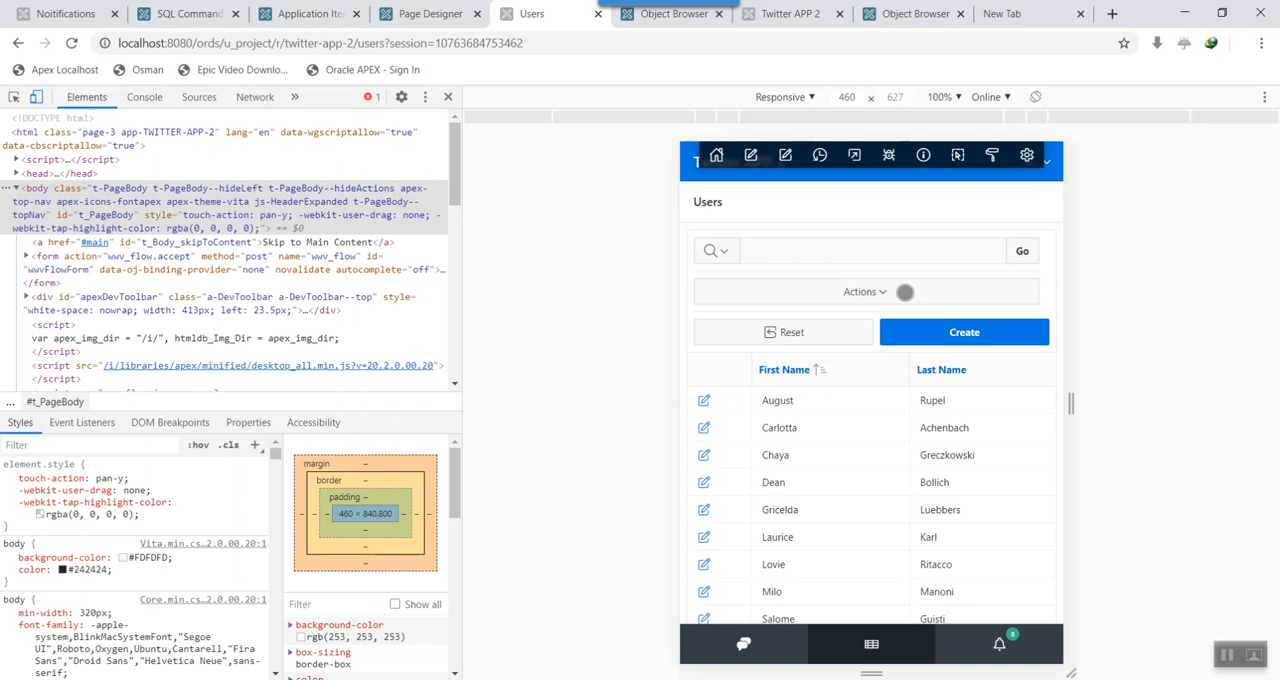 Noitifications
SQL Command
Application Ite
Page Designer
Users
Object Browser
Twitter APP 2
Object Browser
New Tab
localhost:8080/ords/u_project/r/twitter-app-2/users?session=10763684753462
Apex Localhost
Osman
Epic Video Downlo...
Oracle APEX - Sign In
Elements
Console
Sources
Network
»
1
Responsive
460
x
627
100%
Online
<!DOCTYPE html>
<html class="page-3 app-TWITTER-APP-2" lang="en" data-wgscriptallow="true"
data-cbscriptallow="true">
<script>…</script>
<head>…</head>
<body class="t-PageBody t-PageBody--hideLeft t-PageBody--hideActions apex-
top-nav apex-icons-fontapex apex-theme-vita js-HeaderExpanded t-PageBody--
topNav" id="t_PageBody" style="touch-action: pan-y; -webkit-user-drag: none; -
webkit-tap-highlight-color: rgba(0, 0, 0, 0);"> == $0
<a href="#main" id="t_Body_skipToContent">Skip to Main Content</a>
<form action="wwv_flow.accept" method="post" name="wwv_flow" id=
"wwvFlowForm" data-oj-binding-provider="none" novalidate autocomplete="off">…
</form>
<div id="apexDevToolbar" class="a-DevToolbar a-DevToolbar--top" style=
"white-space: nowrap; width: 413px; left: 23.5px;">…</div>
<script>
var apex_img_dir = "/i/", htmldb_Img_Dir = apex_img_dir;
</script>
<script src="/i/libraries/apex/minified/desktop_all.min.js?v=20.2.0.00.20">
</script>
... #t_PageBody
Styles
Event Listeners
DOM Breakpoints
Properties
Accessibility
Filter
:hov
.cls
+
element.style {
touch-action: pan-y;
-webkit-user-drag: none;
-webkit-tap-highlight-color:
rgba(0, 0, 0, 0);
}
body {
Vita.min.cs…2.0.00.20:1
background-color: #FDFDFD;
color: #242424;
}
body {
Core.min.cs…2.0.00.20:1
min-width: 320px;
font-family: -apple-
system,BlinkMacSystemFont,"Segoe
UI",Roboto,Oxygen,Ubuntu,Cantarell,"Fira
Sans","Droid Sans","Helvetica Neue",sans-
serif;
margin
–
border
–
padding
–
460 × 840.800
–
–
–
Filter
Show all
background-color
rgb(253, 253, 253)
box-sizing
border-box
Users
Go
Actions
Reset
Create
First Name
Last Name
August
Rupel
Carlotta
Achenbach
Chaya
Greczkowski
Dean
Bollich
Gricelda
Luebbers
Laurice
Karl
Lovie
Ritacco
Milo
Manoni
Salome
Guisti
8